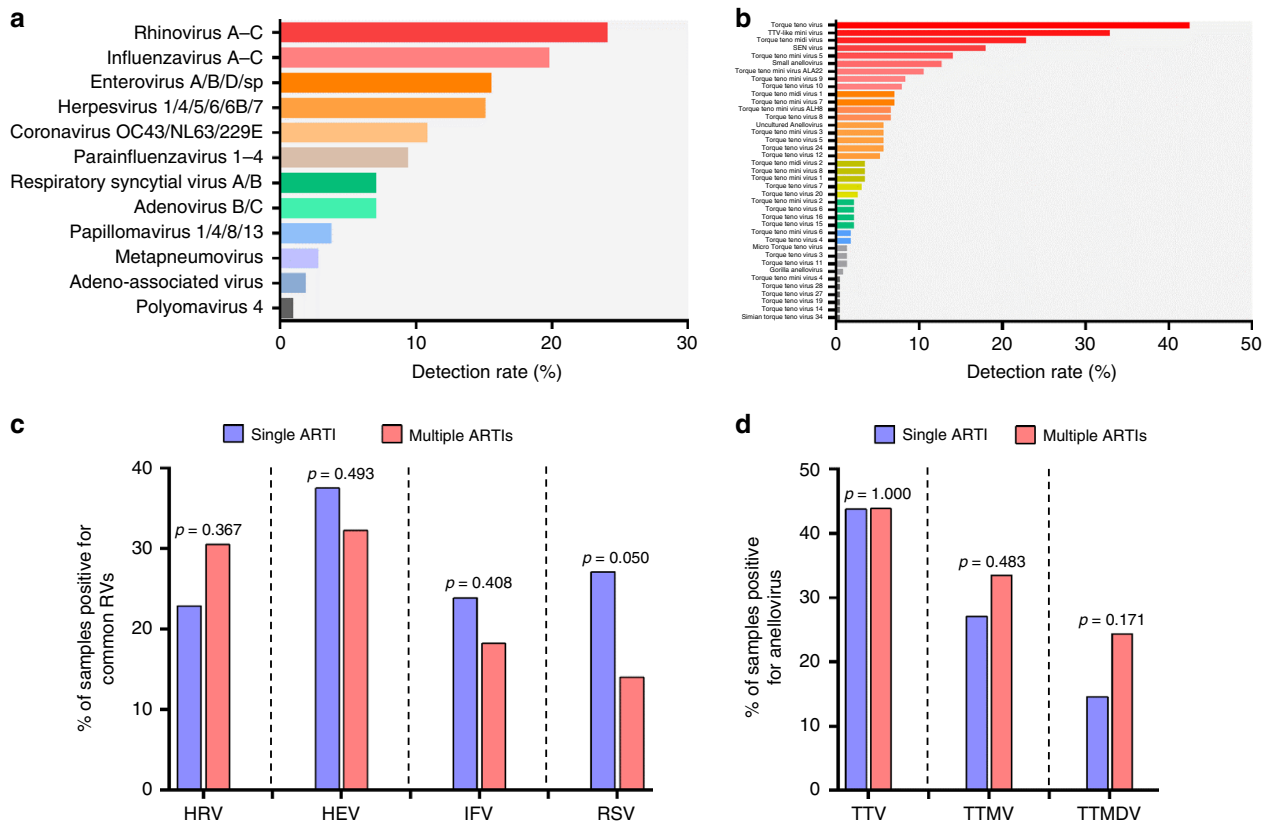 a
Rhinovirus A–C
Influenzavirus A–C
Enterovirus A/B/D/sp
Herpesvirus 1/4/5/6/6B/7
Coronavirus OC43/NL63/229E
Parainfluenzavirus 1–4
Respiratory syncytial virus A/B
Adenovirus B/C
Papillomavirus 1/4/8/13
Metapneumovirus
Adeno-associated virus
Polyomavirus 4
0 10 20 30
Detection rate (%)
b
Torque teno virus
TTV-like mini virus
Torque teno midi virus
SEN virus
Torque teno mini virus 5
Small anellovirus
Torque teno mini virus ALA22
Torque teno mini virus 9
Torque teno virus 10
Torque teno midi virus 1
Torque teno mini virus 7
Torque teno mini virus ALH8
Torque teno virus 8
Uncultured Anellovirus
Torque teno mini virus 3
Torque teno virus 5
Torque teno virus 24
Torque teno virus 12
Torque teno midi virus 2
Torque teno mini virus 8
Torque teno mini virus 1
Torque teno virus 7
Torque teno virus 20
Torque teno mini virus 2
Torque teno virus 6
Torque teno virus 16
Torque teno virus 15
Torque teno mini virus 6
Torque teno virus 4
Micro Torque teno virus
Torque teno virus 3
Torque teno virus 11
Gorilla anellovirus
Torque teno mini virus 4
Torque teno virus 28
Torque teno virus 27
Torque teno virus 19
Torque teno virus 14
Simian torque teno virus 34
0 10 20 30 40 50
Detection rate (%)
c
Single ARTI Multiple ARTIs
% of samples positive for
common RVs
40
30
20
10
0
p = 0.367
p = 0.493
p = 0.408
p = 0.050
HRV HEV IFV RSV
d
Single ARTI Multiple ARTIs
% of samples positive
for anellovirus
50
40
30
20
10
0
p = 1.000
p = 0.483
p = 0.171
TTV TTMV TTMDV